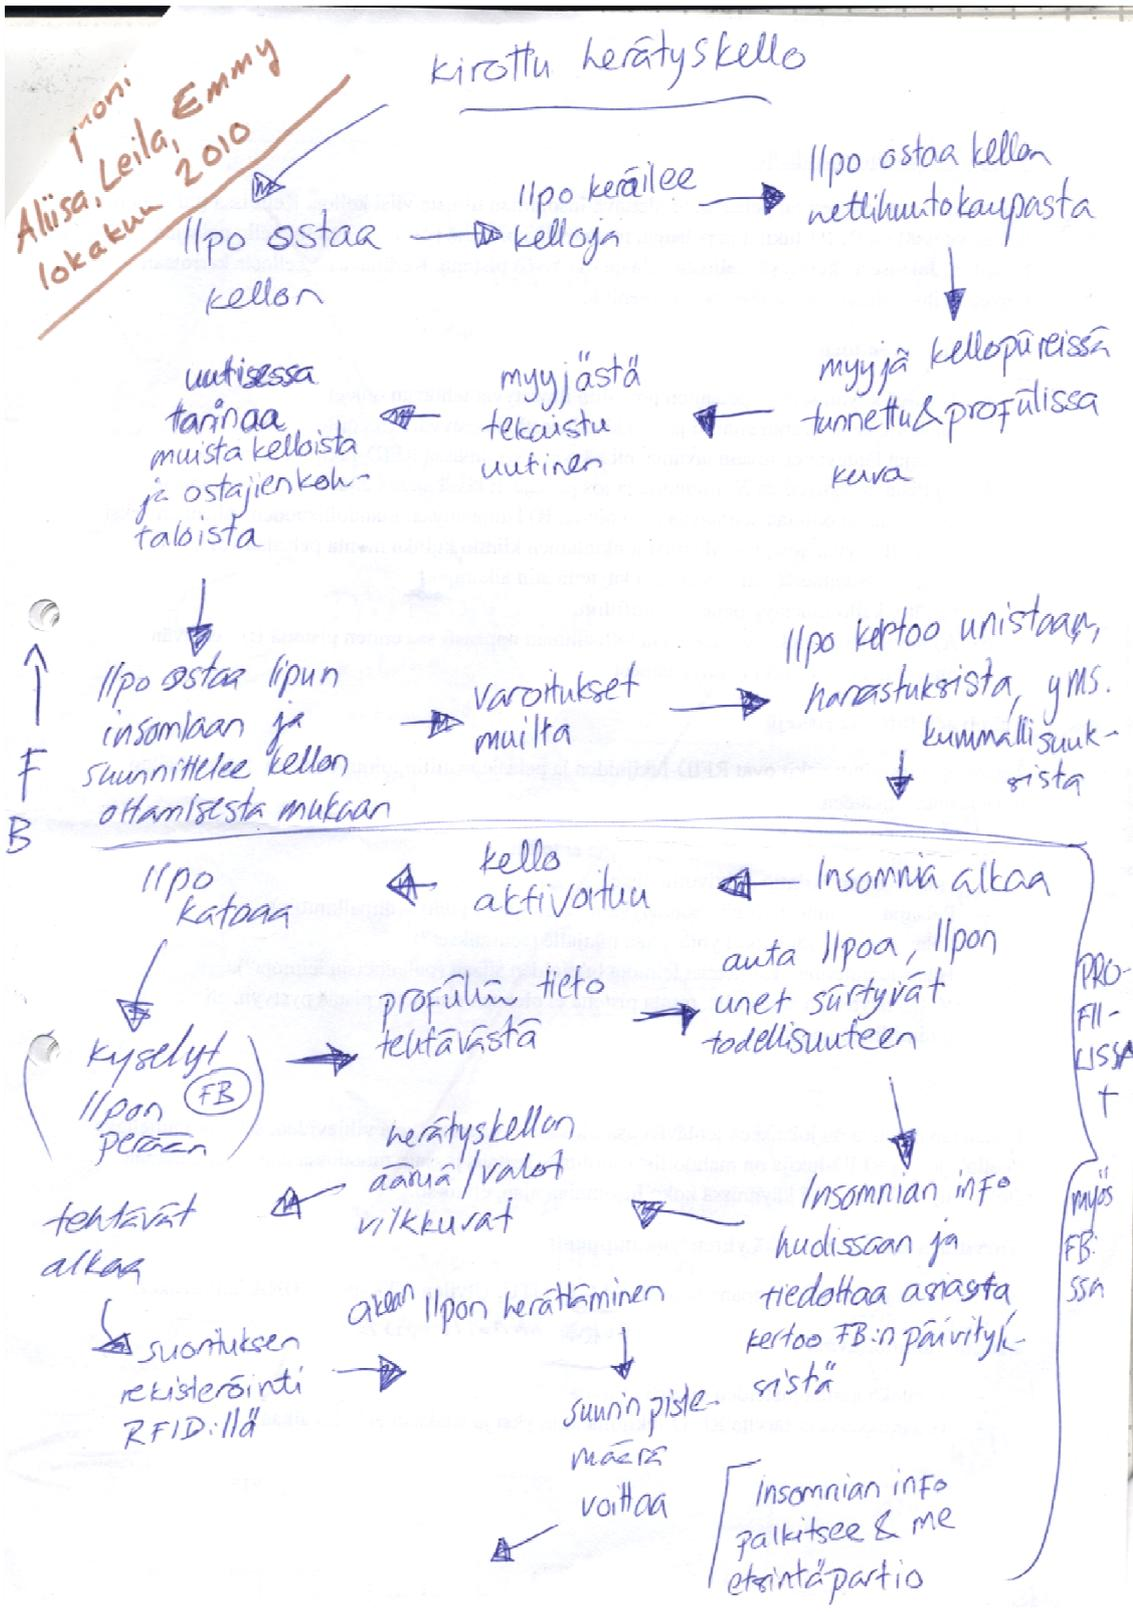 Aliisa, Leila, Emmy
lokakuu 2010
kirottu herätyskello
Ilpo ostaa
kellon
Ilpo keräilee
kelloja
Ilpo ostaa kellon
nettihuutokaupasta
myyjä kellopiireissä
tunnettu & profiilissa
kuva
myyjästä
tekaistu
uutinen
uutisessa
tarinaa
muista kelloista
ja ostajien koh-
taloista
Ilpo ostaa lipun
insomiaan ja
suunnittelee kellon
ottamisesta mukaan
varoitukset
muilta
Ilpo kertoo unistaan,
harrastuksista, yms.
kummallisuuk-
sista
F
B
Insomnia alkaa
kello
aktivoituu
Ilpo
katoaa
kyselyt
Ilpon FB
perään
profiiliin tieto
tehtävästä
auta Ilpoa, Ilpon
unet siirtyvät
todellisuuteen
Insomnian info
hudissaan ja
tiedottaa asiasta
kertoo FB:n päivityk-
sistä
herätyskellon
ääniä/valot
vilkkuvat
tehtävät
alkaa
suorituksen
rekisteröinti
RFID:llä
Ilpon herättäminen
suurin piste-
määrä
voittaa
Insomnian info
palkitsee & me
etsintäpartio
PRO-
FII-
LISSA
+
myös
FB:
ssa